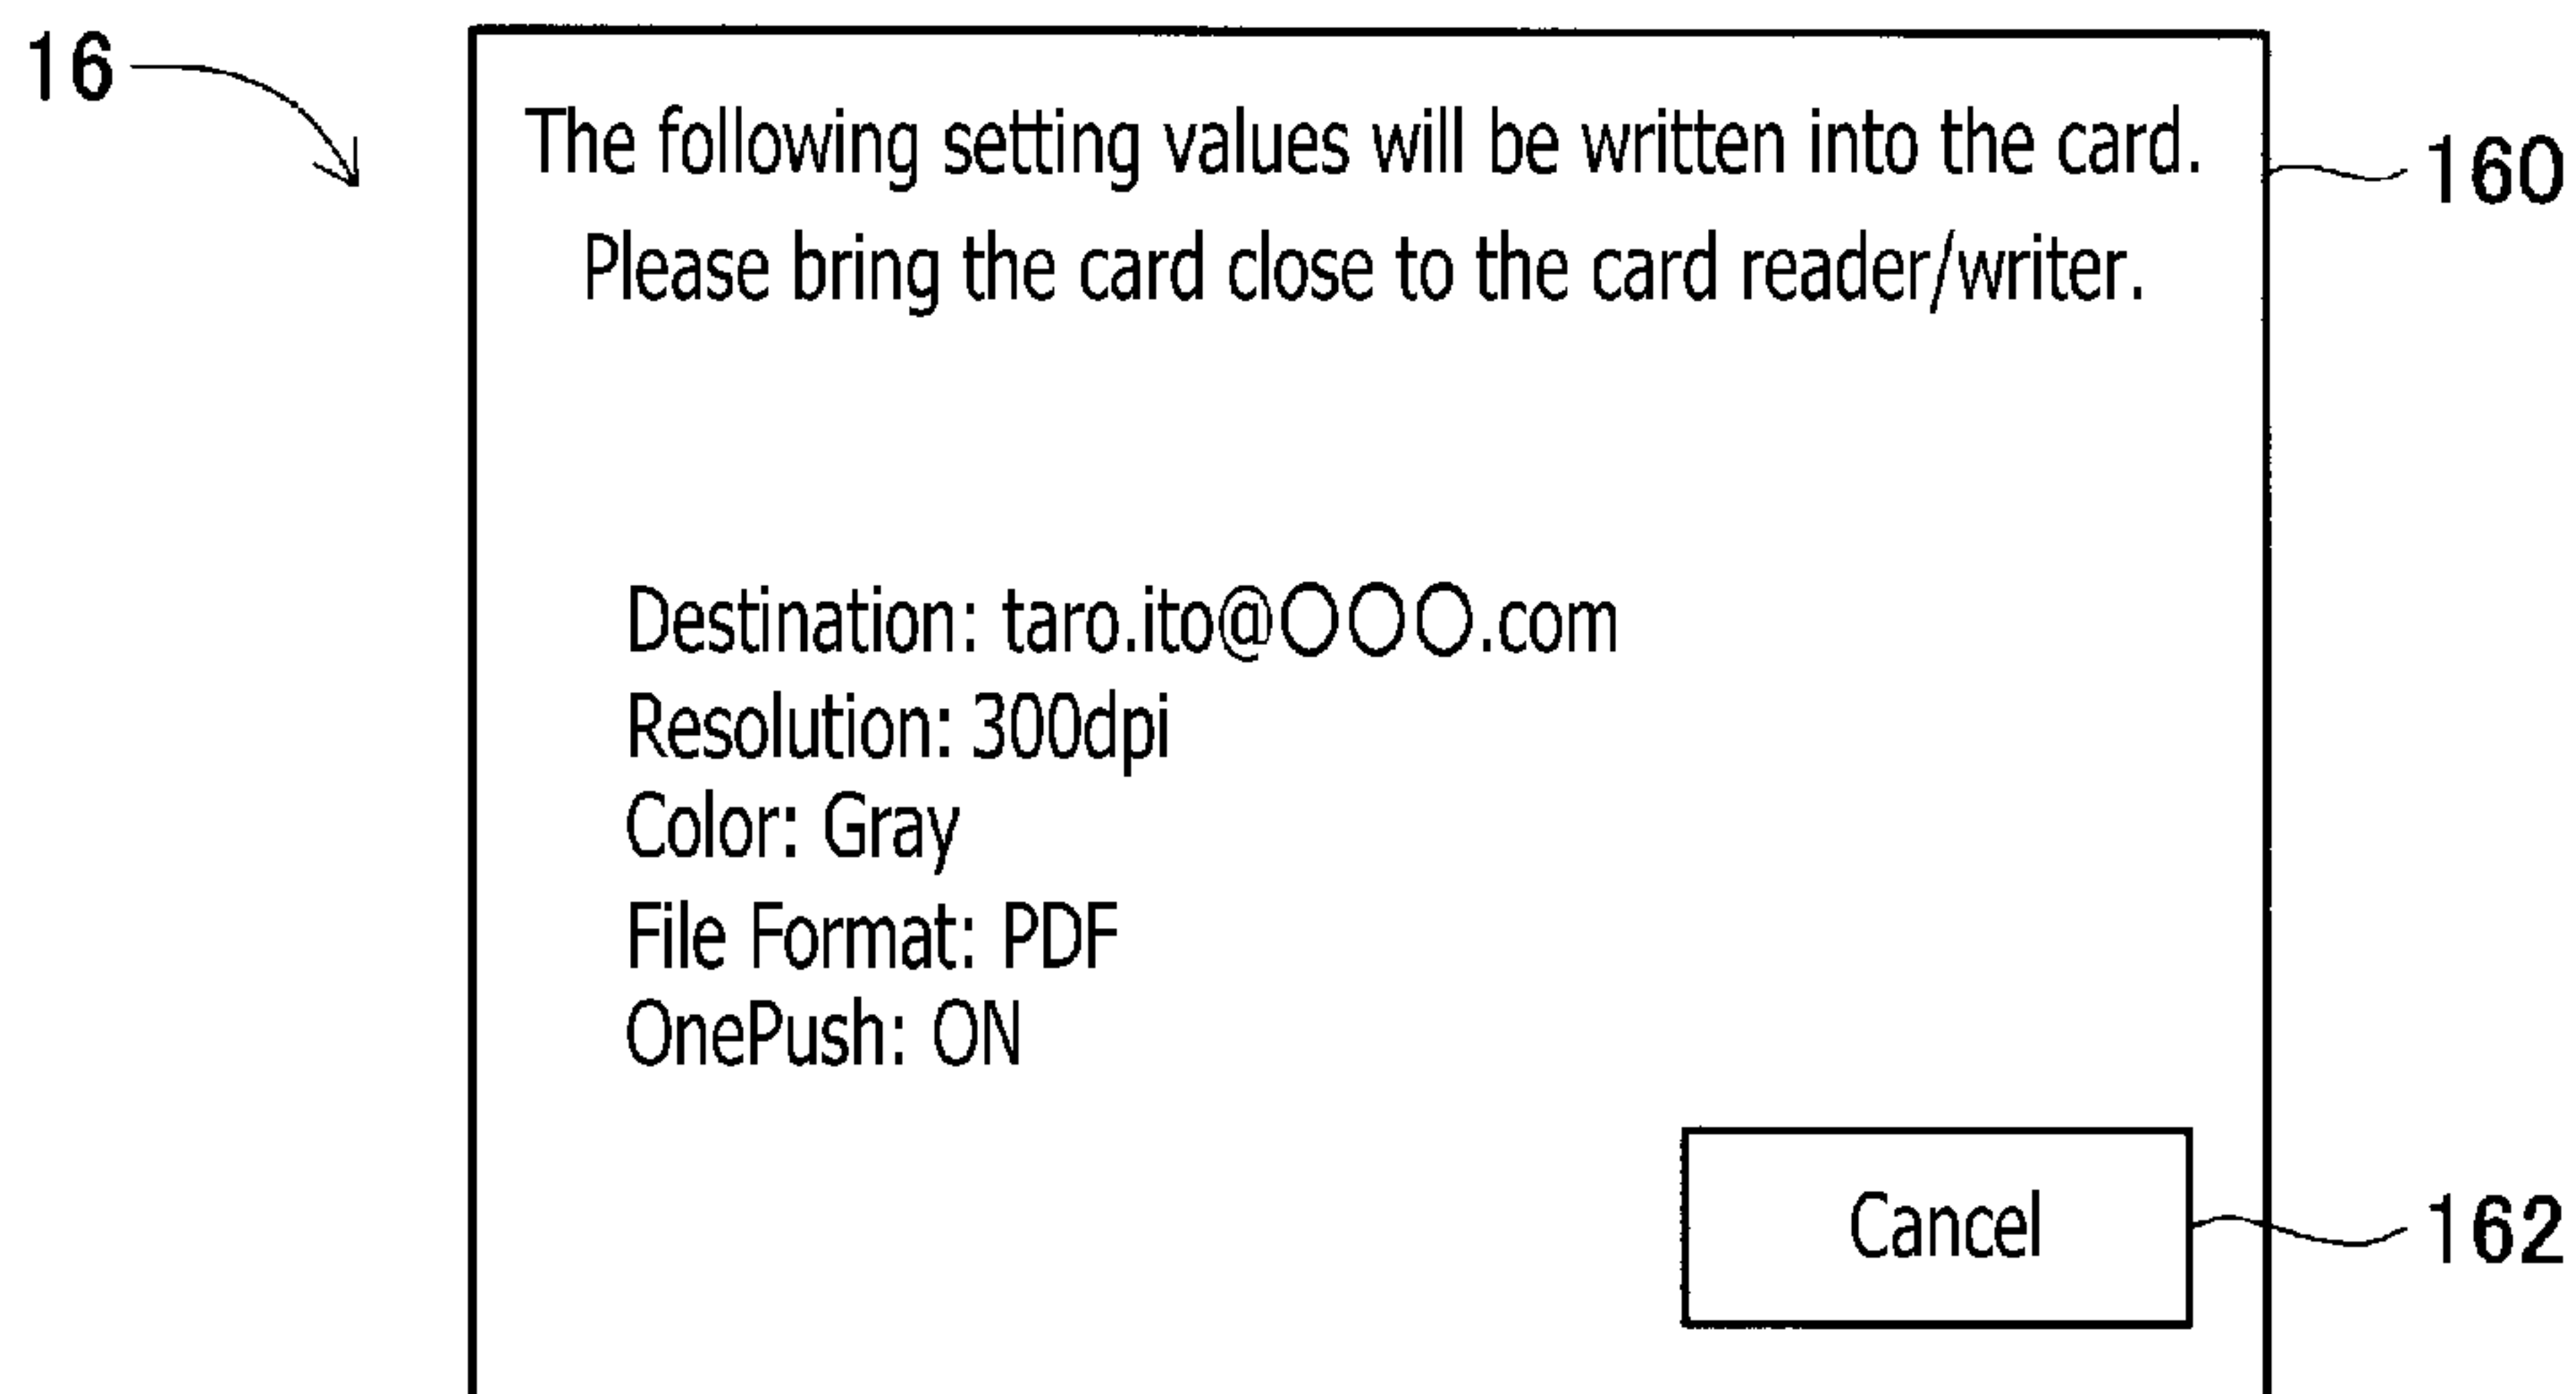 16
The following setting values will be written into the card.
160
Please bring the card close to the card reader/writer.
Destination: taro.ito@○○○.com
Resolution: 300dpi
Color: Gray
File Format: PDF
OnePush: ON
Cancel
162